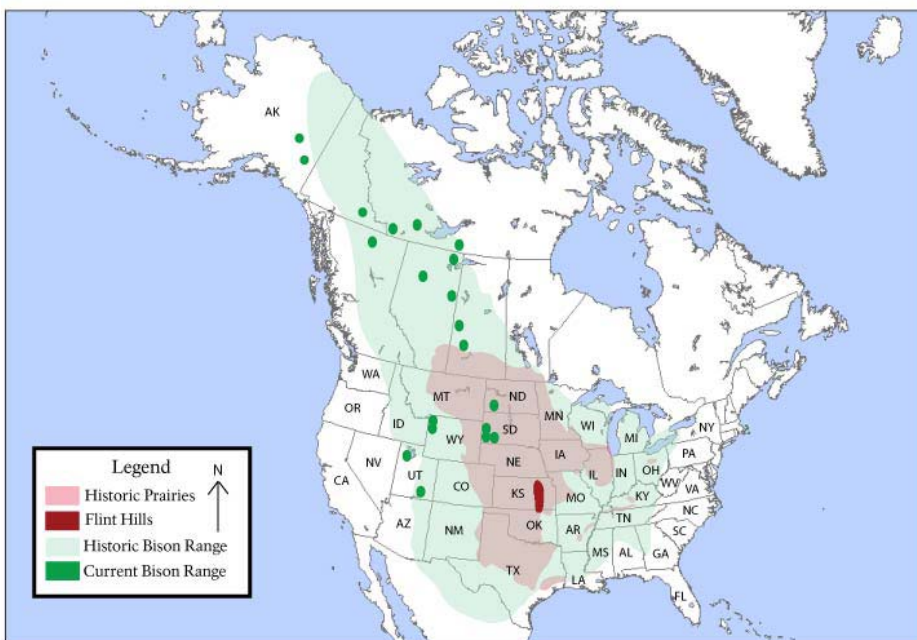 AK
WA
MT
ND
MN
OR
ID
WY
SD
WI
MI
NY
NV
UT
CO
NE
IA
IL
IN
OH
PA
CA
AZ
NM
KS
OK
MO
AR
KY
WV
VA
TN
NC
SC
MS
AL
GA
TX
LA
FL
Legend
N
Historic Prairies
Flint Hills
Historic Bison Range
Current Bison Range